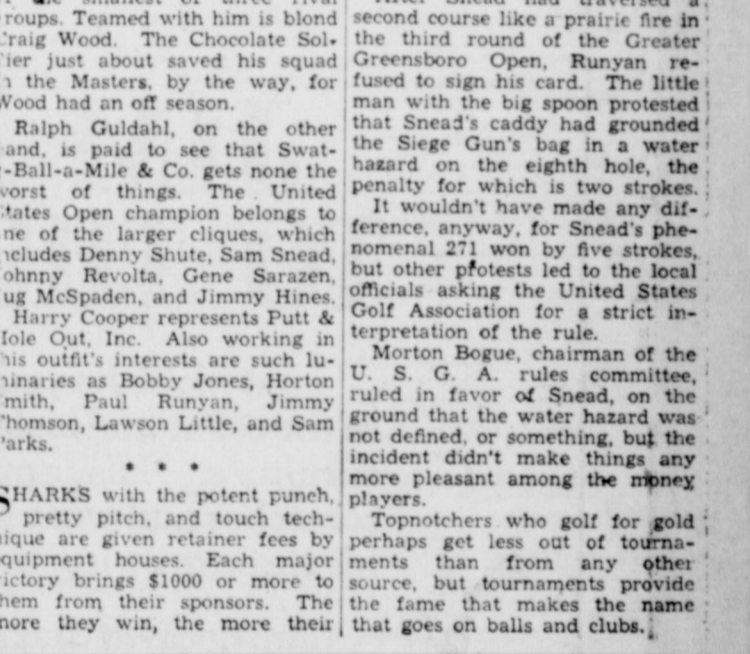 roups. Teamed with him is blond
raig Wood. The Chocolate Sol-
ier just about saved his squad
the Masters, by the way, for
Wood had an off season.
Ralph Guldahl, on the other
and, is paid to see that Swat-
-Ball-a-Mile & Co. gets none the
worst of things. The United
tates Open champion belongs to
ne of the larger cliques, which
ncludes Denny Shute, Sam Snead,
ohnny Revolta, Gene Sarazen,
ug McSpaden, and Jimmy Hines.
Harry Cooper represents Putt &
Hole Out, Inc. Also working in
his outfit's interests are such lu-
ninaries as Bobby Jones, Horton
mith, Paul Runyan, Jimmy
Thomson, Lawson Little, and Sam
Parks.
* * *
SHARKS with the potent punch,
pretty pitch, and touch tech-
nique are given retainer fees by
quipment houses. Each major
ictory brings $1000 or more to
hem from their sponsors. The
more they win, the more their
After Snead had traversed a
second course like a prairie fire in
the third round of the Greater
Greensboro Open, Runyan re-
fused to sign his card. The little
man with the big spoon protested
that Snead's caddy had grounded
the Siege Gun's bag in a water
hazard on the eighth hole, the
penalty for which is two strokes.
It wouldn't have made any dif-
ference, anyway, for Snead's phe-
nomenal 271 won by five strokes,
but other protests led to the local
officials asking the United States
Golf Association for a strict in-
terpretation of the rule.
Morton Bogue, chairman of the
U. S. G. A. rules committee,
ruled in favor of Snead, on the
ground that the water hazard was
not defined, or something, but the
incident didn't make things any
more pleasant among the money
players.
Topnotchers who golf for gold
perhaps get less out of tourna-
ments than from any other
source, but tournaments provide
the fame that makes the name
that goes on balls and clubs.